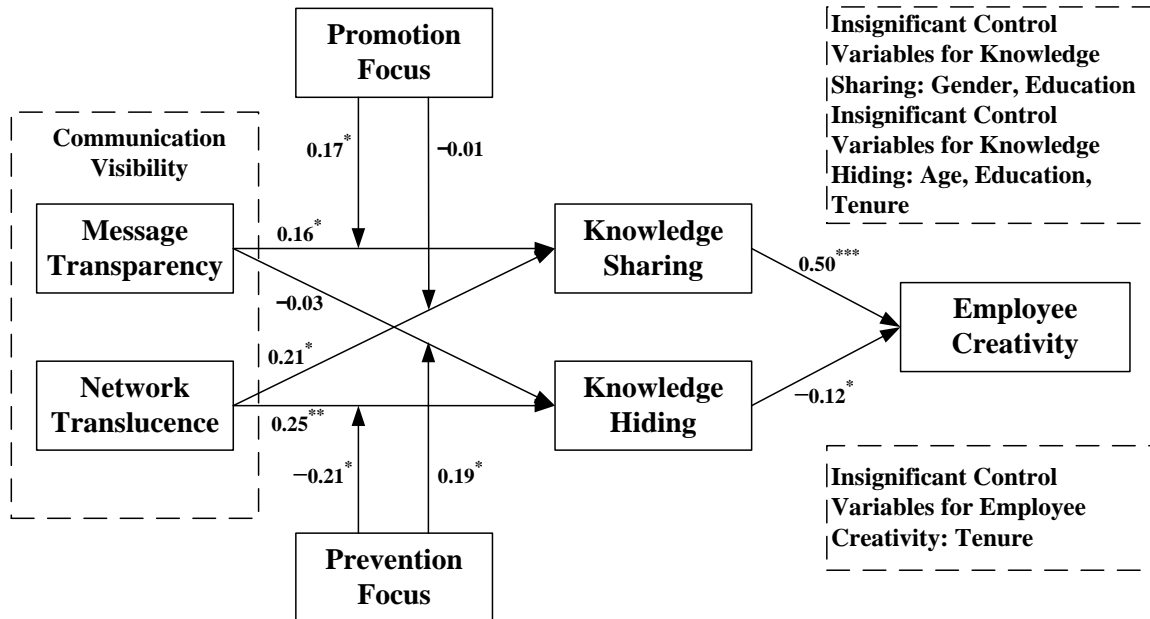 Promotion
Focus
Insignificant Control
Variables for Knowledge
Sharing: Gender, Education
Insignificant Control
Variables for Knowledge
Hiding: Age, Education,
Tenure
Communication
Visibility
0.17*
−0.01
Message
Transparency
0.16*
Knowledge
Sharing
0.50***
−0.03
Employee
Creativity
0.21*
Network
Translucence
0.25**
Knowledge
Hiding
−0.12*
−0.21*
0.19*
Insignificant Control
Variables for Employee
Creativity: Tenure
Prevention
Focus